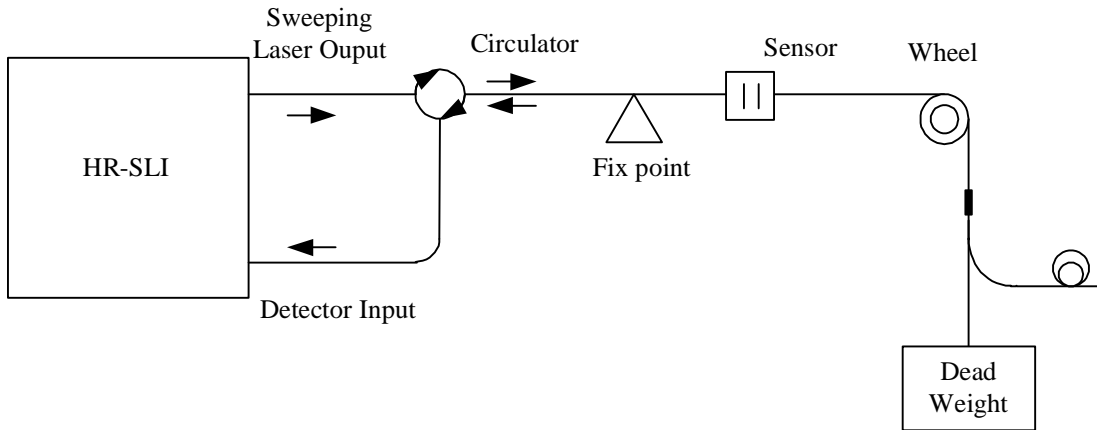 Sweeping
Laser Ouput
Circulator
Sensor
Wheel
HR-SLI
Fix point
Detector Input
Dead
Weight